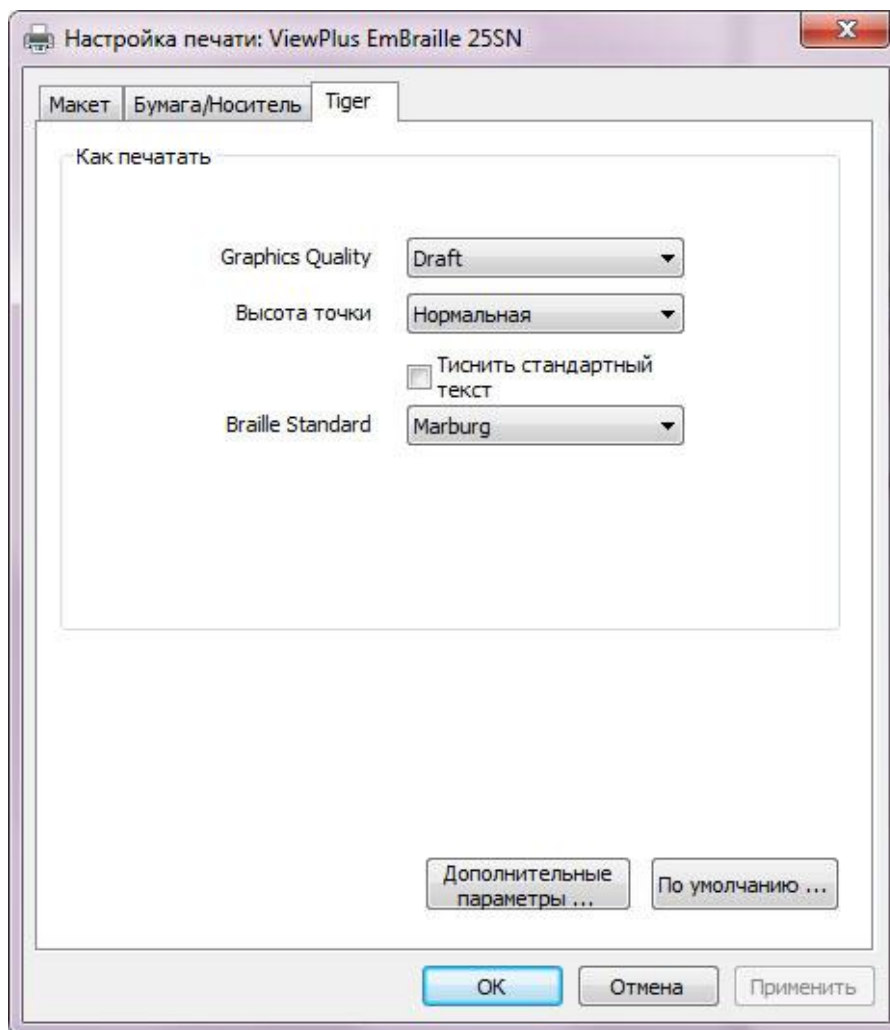 Настройка печати: ViewPlus EmBraille 25SN
X
Макет Бумага/Носитель Tiger
Как печатать
Graphics Quality Draft
Высота точки Нормальная
Тиснить стандартный
текст
Braille Standard Marburg
Дополнительные
параметры ...
По умолчанию ...
ОК Отмена Применить